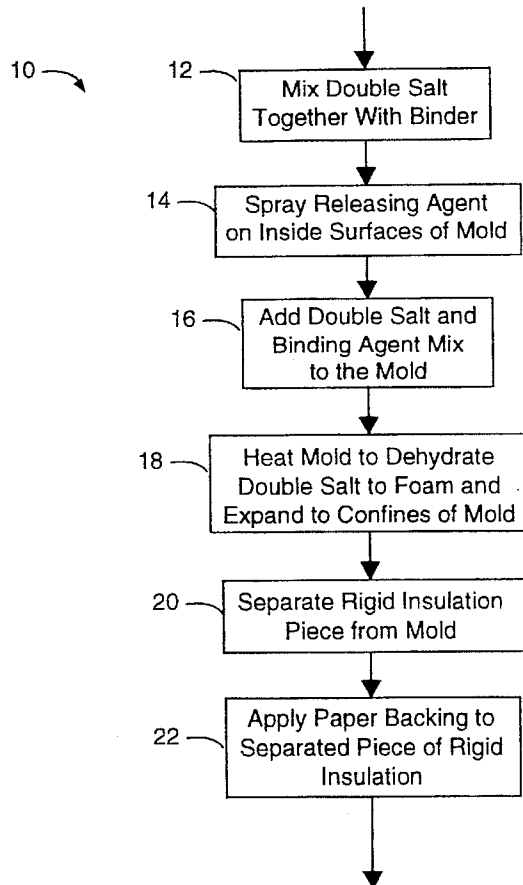 10
12
Mix Double Salt
Together With Binder
14
Spray Releasing Agent
on Inside Surfaces of Mold
16
Add Double Salt and
Binding Agent Mix
to the Mold
18
Heat Mold to Dehydrate
Double Salt to Foam and
Expand to Confines of Mold
20
Separate Rigid Insulation
Piece from Mold
22
Apply Paper Backing to
Separated Piece of Rigid
Insulation